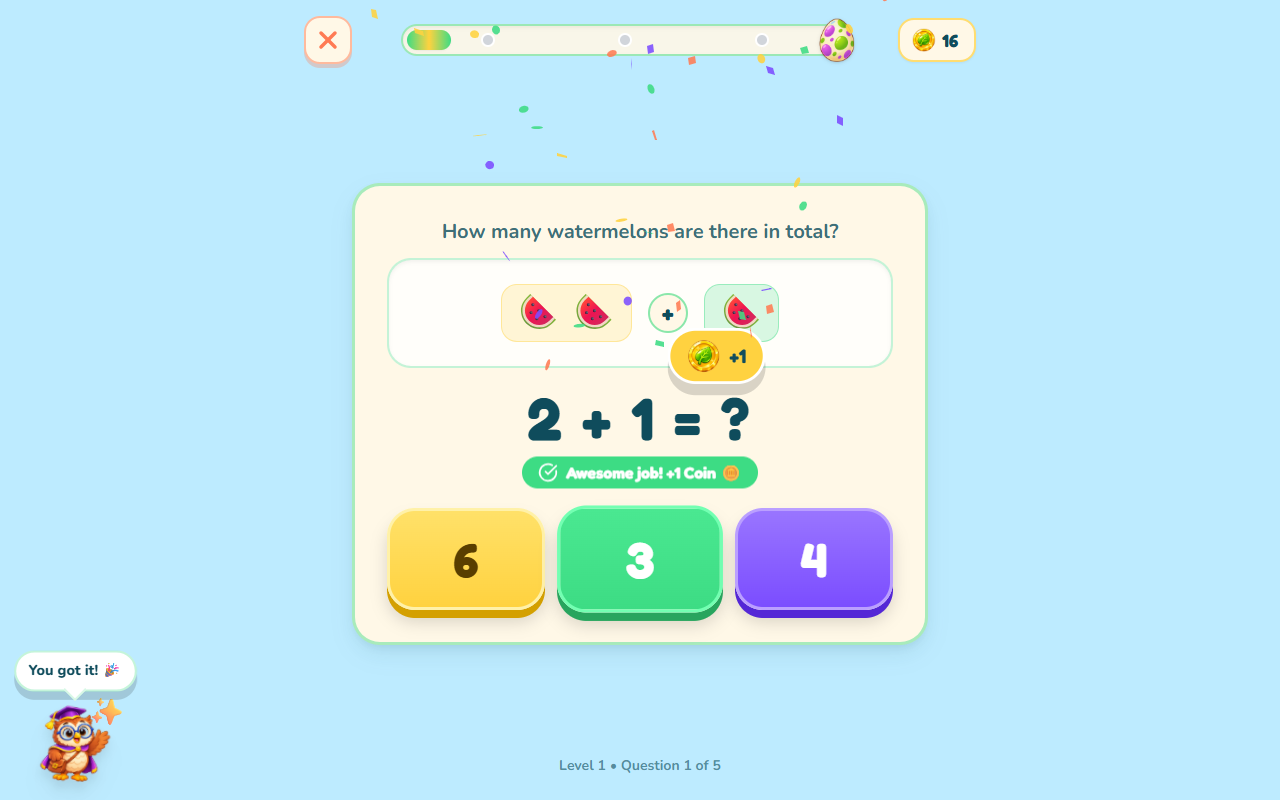 16
How many watermelons are there in total?
+
+1
2 + 1 = ?
Awesome job! +1 Coin
6
3
4
You got it!
Level 1 • Question 1 of 5